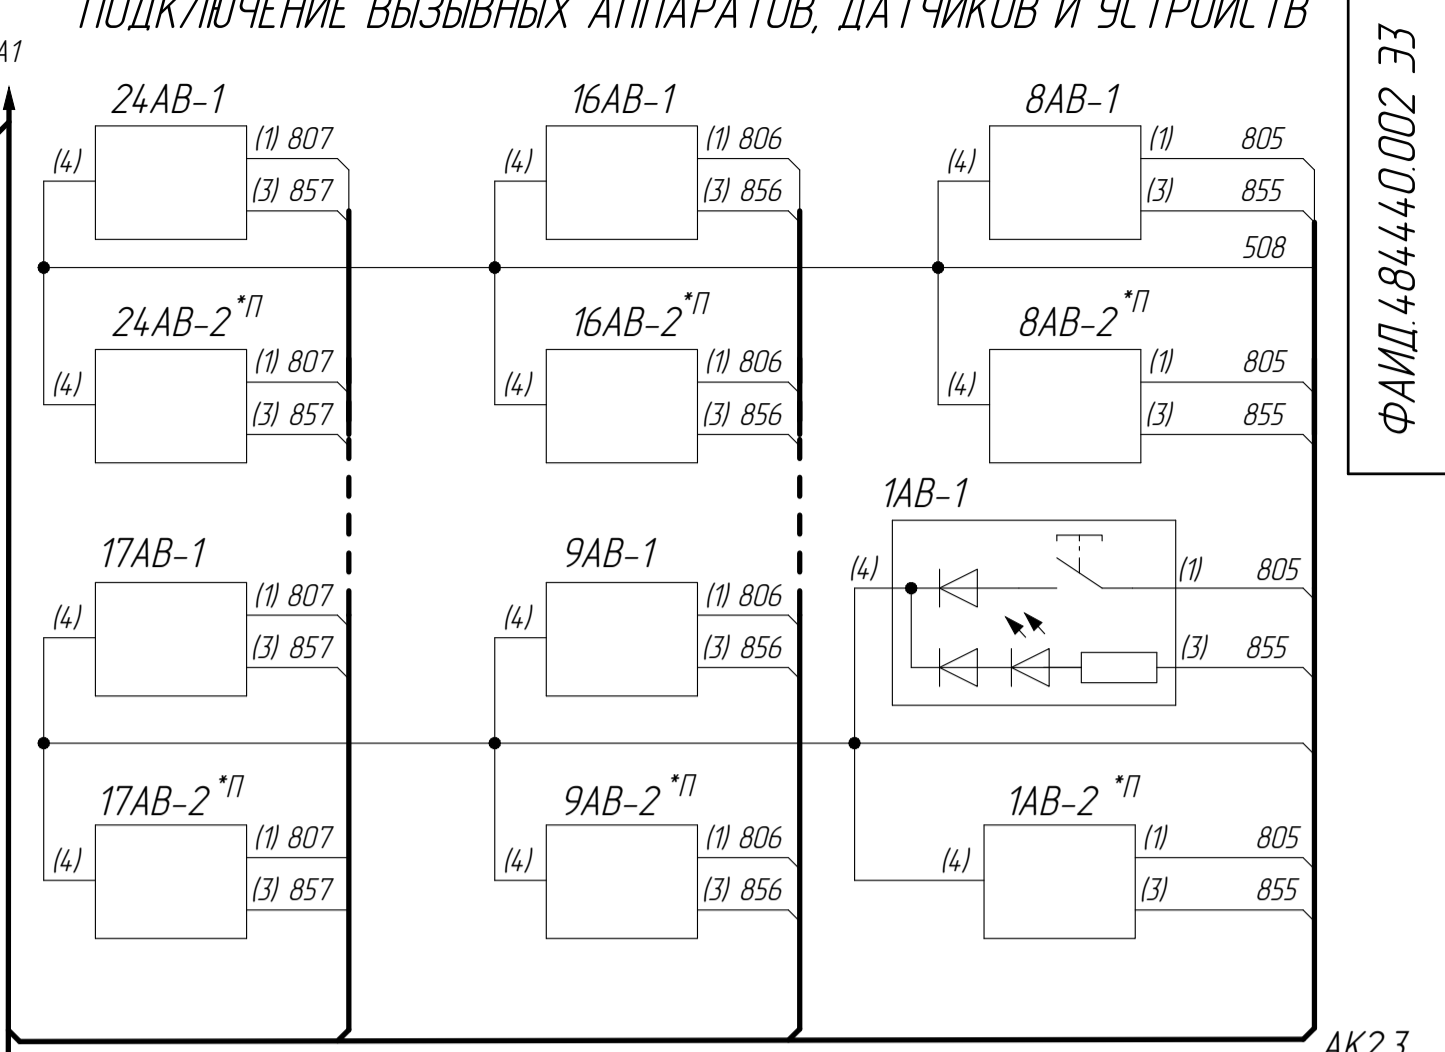 ПОДКЛЮЧЕНИЕ ВЫЗЫВНЫХ АППАРАТОВ, ДАТЧИКОВ И УСТРОЙСТВ
А1
ФАИД.484440.002 Э3
24АВ-1
(4)
(1) 807
(3) 857
16АВ-1
(4)
(1) 806
(3) 856
8АВ-1
(4)
(1) 805
(3) 855
508
24АВ-2 *П
(4)
(1) 807
(3) 857
16АВ-2 *П
(4)
(1) 806
(3) 856
8АВ-2 *П
(4)
(1) 805
(3) 855
17АВ-1
(4)
(1) 807
(3) 857
9АВ-1
(4)
(1) 806
(3) 856
1АВ-1
(4)
(1) 805
(3) 855
17АВ-2 *П
(4)
(1) 807
(3) 857
9АВ-2 *П
(4)
(1) 806
(3) 856
1АВ-2 *П
(4)
(1) 805
(3) 855
АК2.3